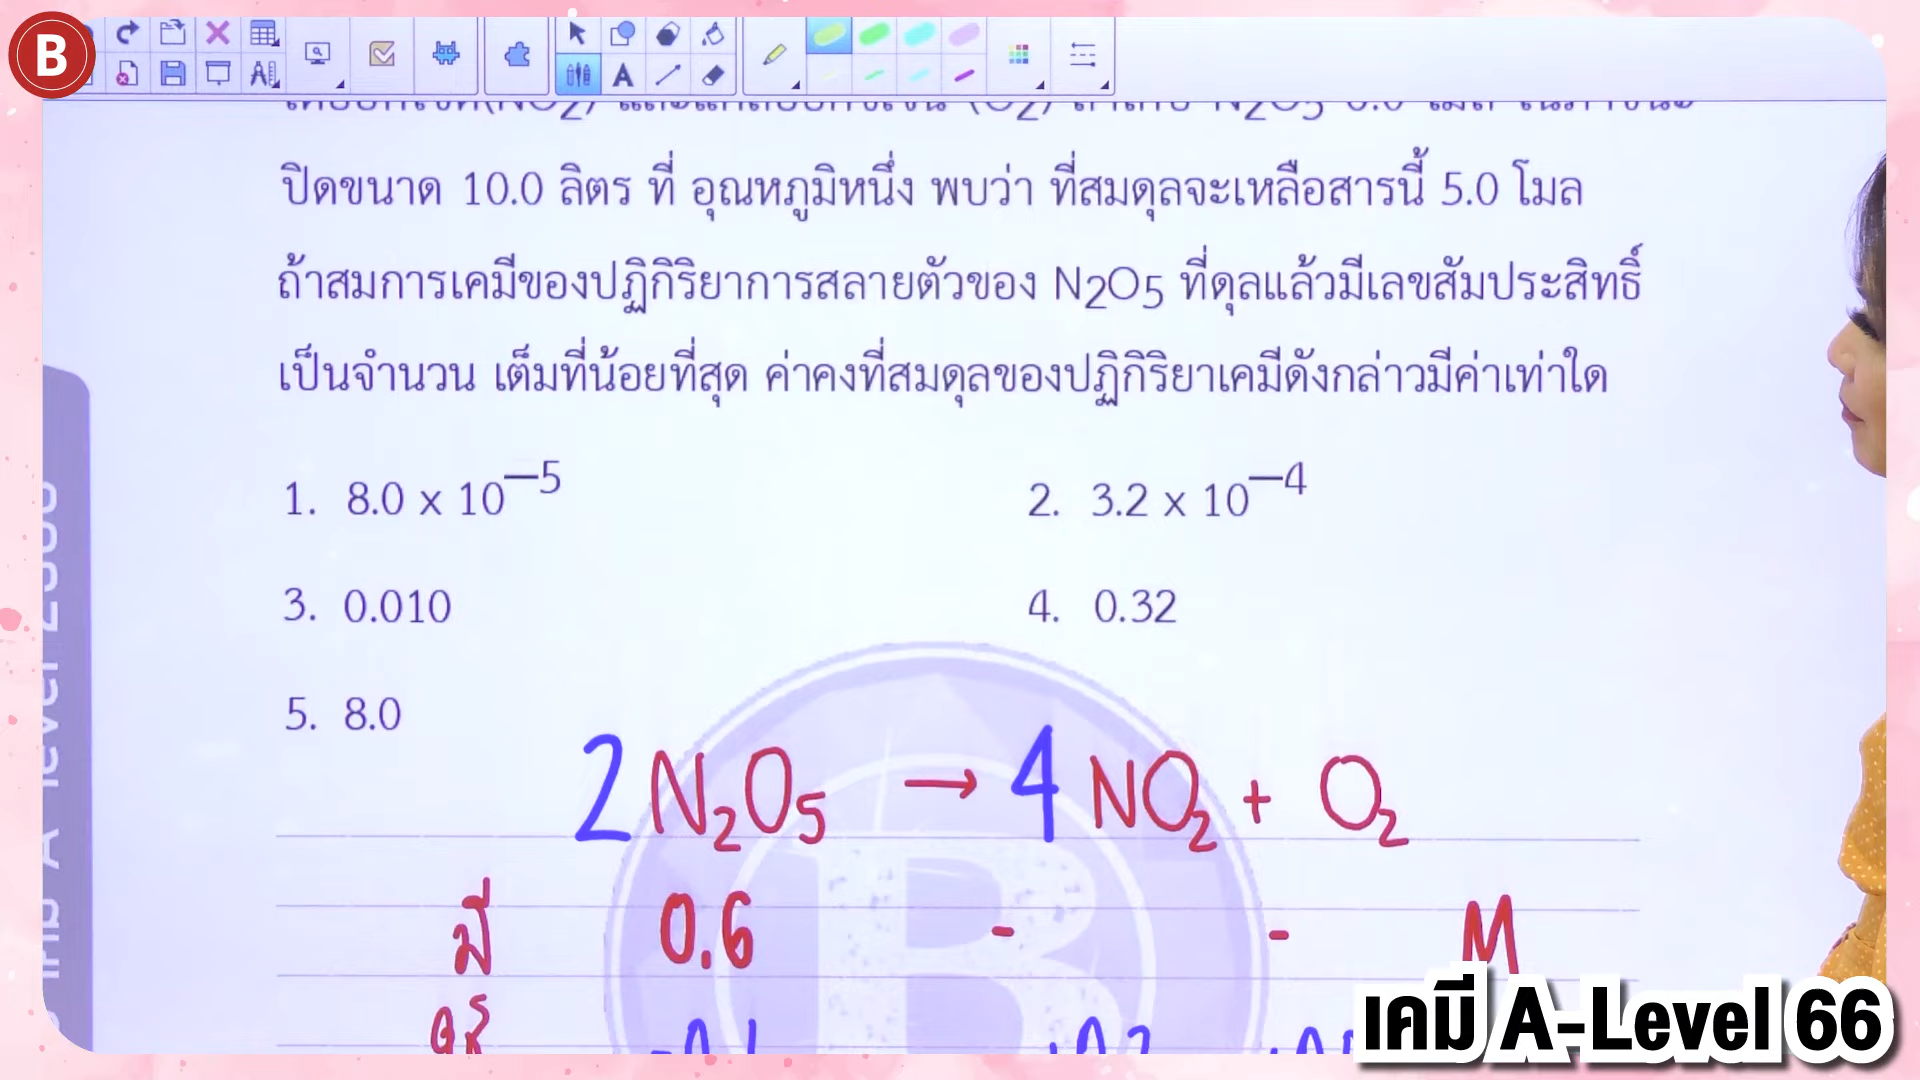 B
ปิดขนาด 10.0 ลิตร ที่ อุณหภูมิหนึ่ง พบว่า ที่สมดุลจะเหลือสารนี้ 5.0 โมล
ถ้าสมการเคมีของปฏิกิริยาการสลายตัวของ N2O5 ที่ดุลแล้วมีเลขสัมประสิทธิ์
เป็นจำนวน เต็มที่น้อยที่สุด ค่าคงที่สมดุลของปฏิกิริยาเคมีดังกล่าวมีค่าเท่าใด
1. 8.0 x 10⁻⁵
2. 3.2 x 10⁻⁴
3. 0.010
4. 0.32
5. 8.0
2 N₂O₅ → 4 NO₂ + O₂
มี 0.6 - - M
เคมี A-Level 66